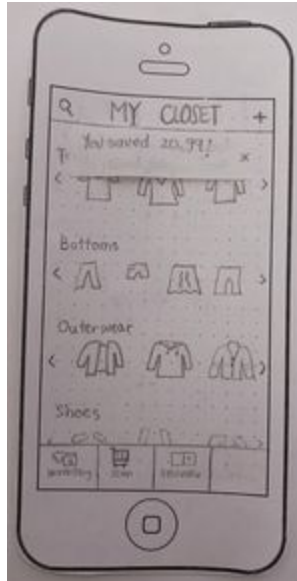 MY CLOSET +
You saved 20.99! x
T
Bottoms
Outerwear
Shoes